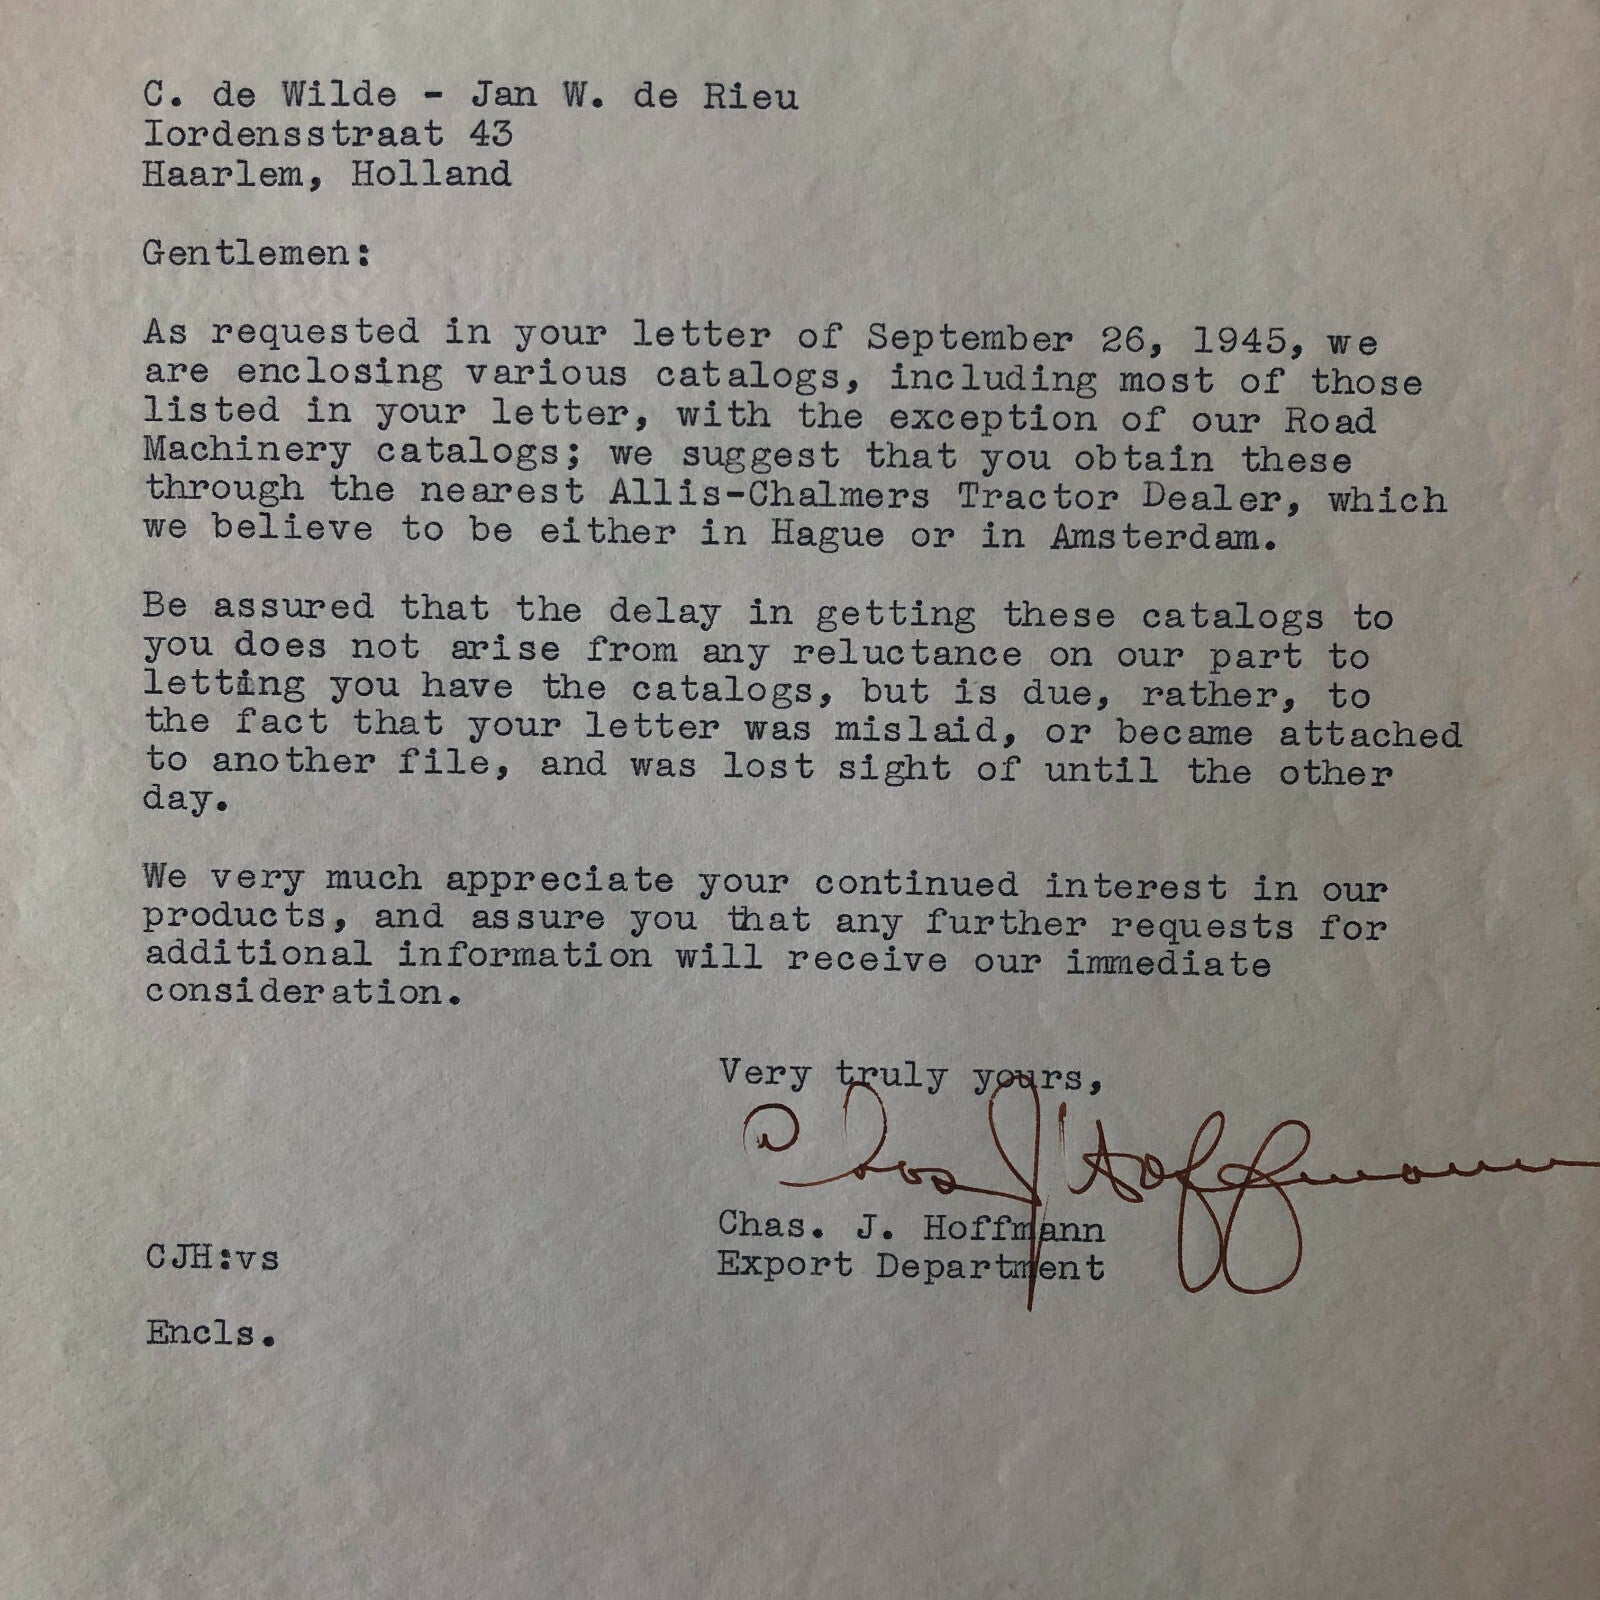 C. de Wilde - Jan W. de Rieu
Iordensstraat 43
Haarlem, Holland
Gentlemen:
As requested in your letter of September 26, 1945, we
are enclosing various catalogs, including most of those
listed in your letter, with the exception of our Road
Machinery catalogs; we suggest that you obtain these
through the nearest Allis-Chalmers Tractor Dealer, which
we believe to be either in Hague or in Amsterdam.
Be assured that the delay in getting these catalogs to
you does not arise from any reluctance on our part to
letting you have the catalogs, but is due, rather, to
the fact that your letter was mislaid, or became attached
to another file, and was lost sight of until the other
day.
We very much appreciate your continued interest in our
products, and assure you that any further requests for
additional information will receive our immediate
consideration.
Very truly yours,
Chas J Hoffmann
Chas. J. Hoffmann
CJH:vs
Export Department
Encls.